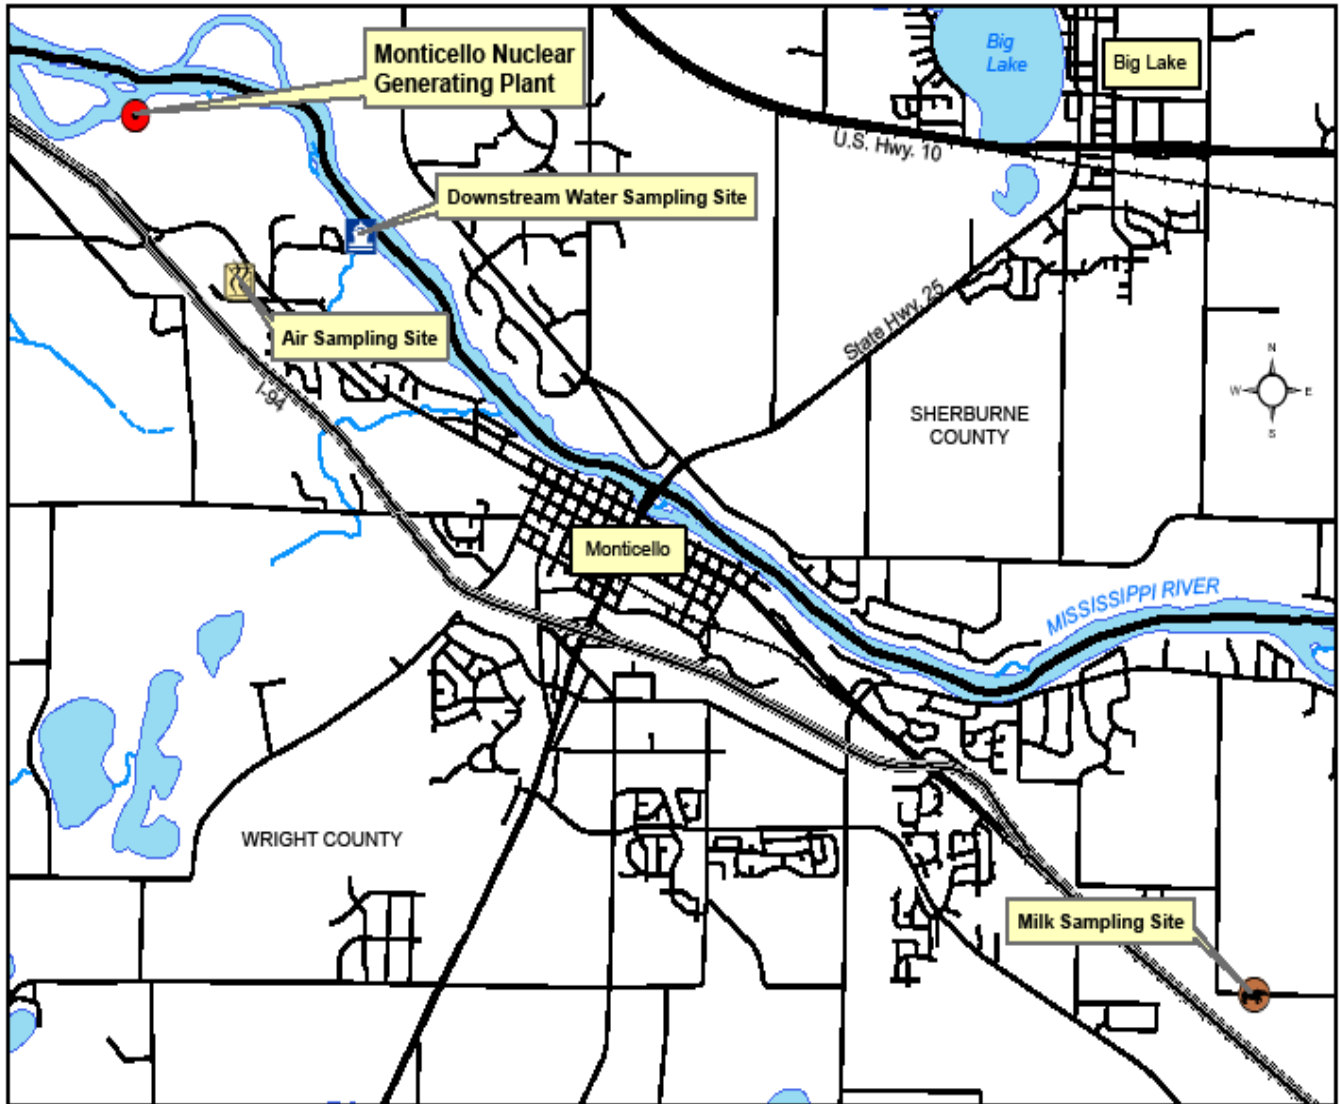 Monticello Nuclear
Generating Plant
Big
Lake
Big Lake
U.S. Hwy. 10
Downstream Water Sampling Site
Air Sampling Site
State Hwy. 25
I-94
N
W
E
S
SHERBURNE
COUNTY
Monticello
MISSISSIPPI RIVER
WRIGHT COUNTY
Milk Sampling Site